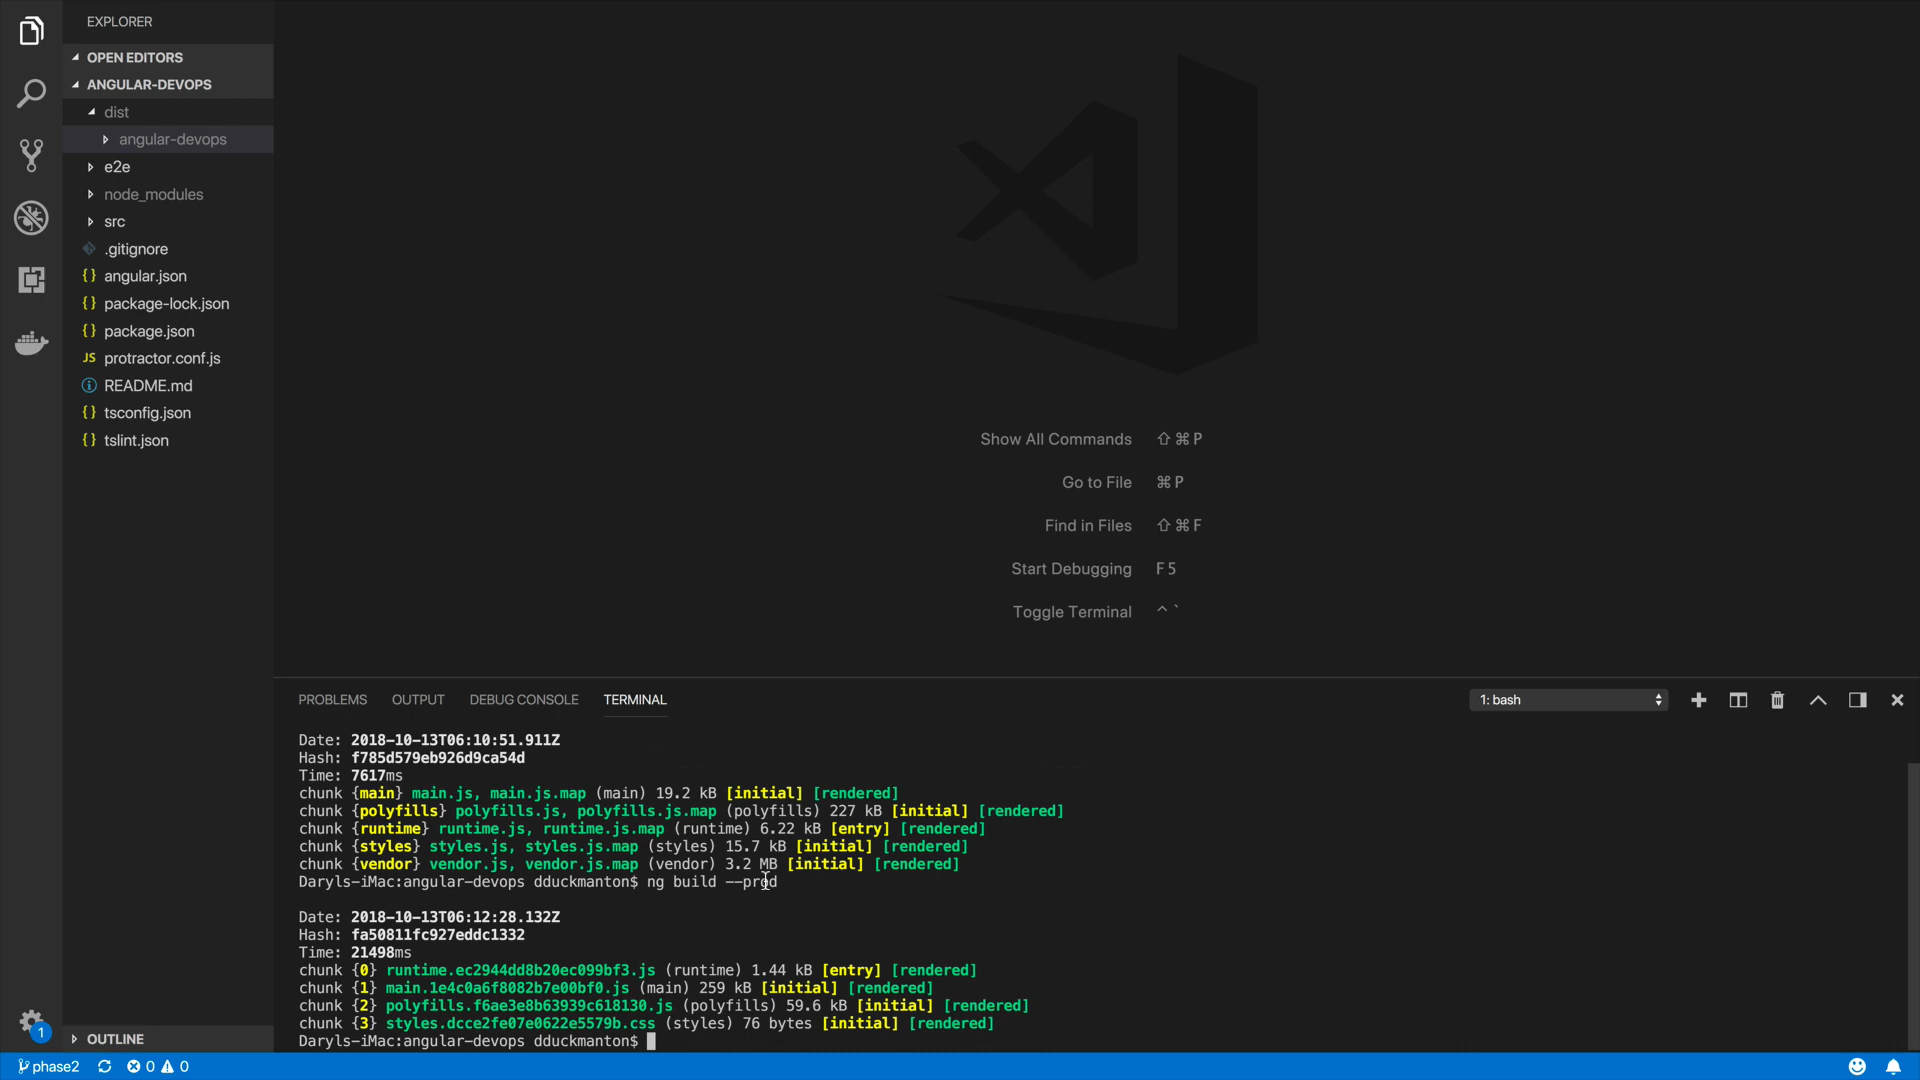 EXPLORER
OPEN EDITORS
ANGULAR-DEVOPS
dist
angular-devops
e2e
node_modules
src
.gitignore
{} angular.json
{} package-lock.json
{} package.json
JS protractor.conf.js
README.md
{} tsconfig.json
{} tslint.json
OUTLINE
1
Show All Commands ⇧⌘P
Go to File ⌘P
Find in Files ⇧⌘F
Start Debugging F5
Toggle Terminal ^`
PROBLEMS OUTPUT DEBUG CONSOLE TERMINAL 1: bash
Date: 2018-10-13T06:10:51.911Z
Hash: f785d579eb926d9ca54d
Time: 7617ms
chunk {main} main.js, main.js.map (main) 19.2 kB [initial] [rendered]
chunk {polyfills} polyfills.js, polyfills.js.map (polyfills) 227 kB [initial] [rendered]
chunk {runtime} runtime.js, runtime.js.map (runtime) 6.22 kB [entry] [rendered]
chunk {styles} styles.js, styles.js.map (styles) 15.7 kB [initial] [rendered]
chunk {vendor} vendor.js, vendor.js.map (vendor) 3.2 MB [initial] [rendered]
Daryls-iMac:angular-devops dduckmanton$ ng build --prod
Date: 2018-10-13T06:12:28.132Z
Hash: fa50811fc927eddc1332
Time: 21498ms
chunk {0} runtime.ec2944dd8b20ec099bf3.js (runtime) 1.44 kB [entry] [rendered]
chunk {1} main.1e4c0a6f8082b7e00bf0.js (main) 259 kB [initial] [rendered]
chunk {2} polyfills.f6ae3e8b63939c618130.js (polyfills) 59.6 kB [initial] [rendered]
chunk {3} styles.dcce2fe07e0622e5579b.css (styles) 76 bytes [initial] [rendered]
Daryls-iMac:angular-devops dduckmanton$
phase2 0 0